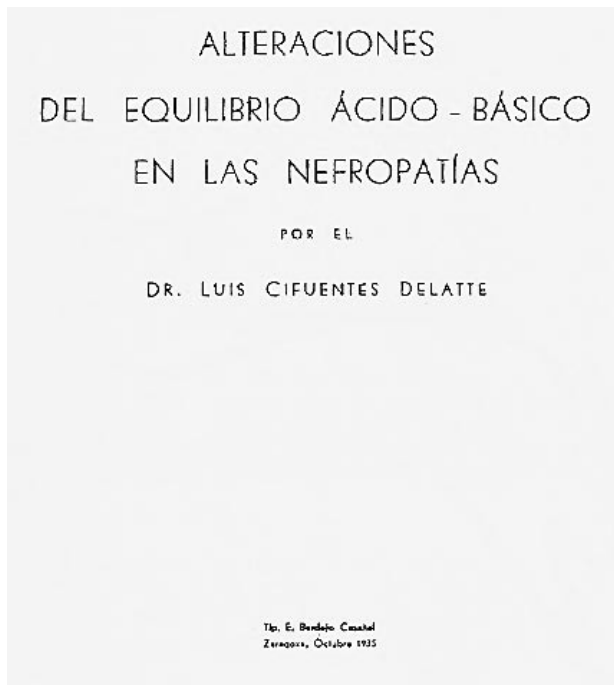 ALTERACIONES
DEL EQUILIBRIO ÁCIDO - BÁSICO
EN LAS NEFROPATÍAS
POR EL
DR. LUIS CIFUENTES DELATTE
Tip. E. Berdejo Casañal
Zaragoza, Octubre 1935